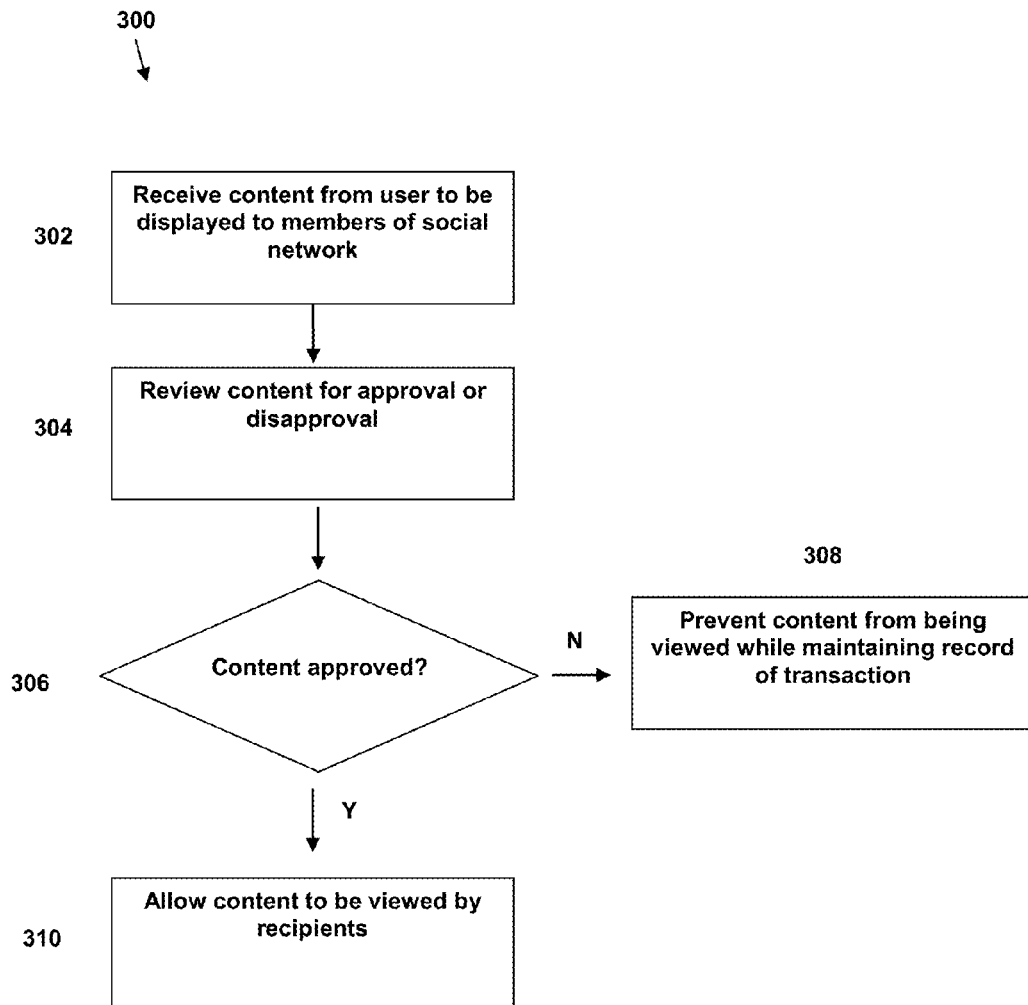 300
Receive content from user to be
displayed to members of social
network
302
Review content for approval or
disapproval
304
308
Prevent content from being
viewed while maintaining record
of transaction
N
Content approved?
306
Y
Allow content to be viewed by
recipients
310